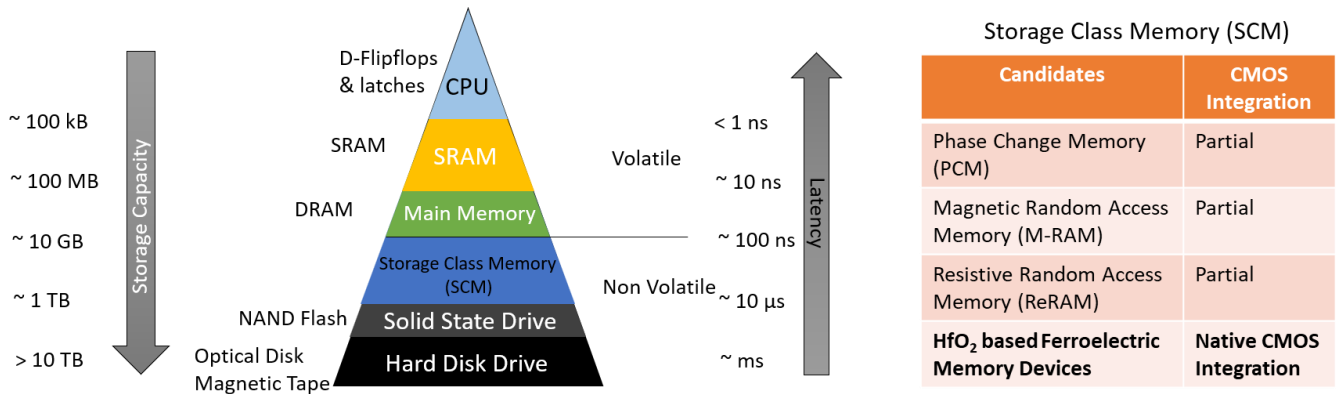 ~ 100 kB
~ 100 MB
~ 10 GB
~ 1 TB
> 10 TB
Storage Capacity
D-Flipflops
& latches
SRAM
DRAM
NAND Flash
Optical Disk
Magnetic Tape
CPU
SRAM
Main Memory
Storage Class Memory
(SCM)
Solid State Drive
Hard Disk Drive
Volatile
Non Volatile
< 1 ns
~ 10 ns
~ 100 ns
~ 10 µs
~ ms
Latency
Storage Class Memory (SCM)
Candidates
CMOS
Integration
Phase Change Memory
(PCM)
Partial
Magnetic Random Access
Memory (M-RAM)
Partial
Resistive Random Access
Memory (ReRAM)
Partial
HfO₂ based Ferroelectric
Memory Devices
Native CMOS
Integration